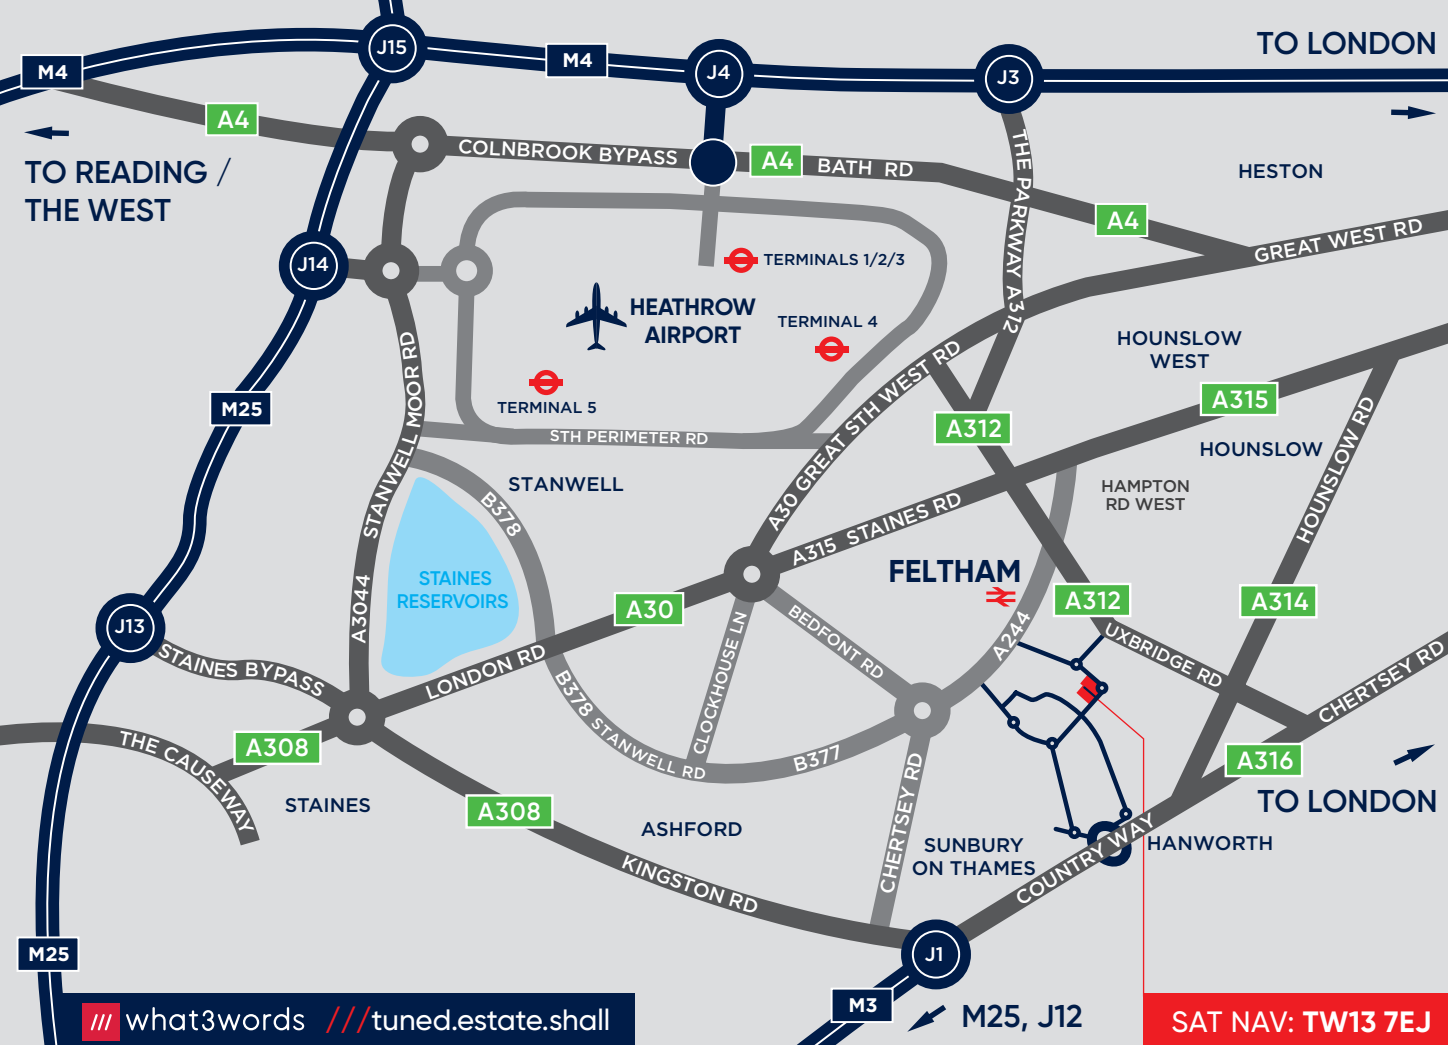 J15
M4
M4
J4
J3
TO LONDON
A4
COLNBROOK BYPASS
A4
BATH RD
THE PARKWAY A312
HESTON
TO READING /
THE WEST
A4
GREAT WEST RD
J14
TERMINALS 1/2/3
HEATHROW
AIRPORT
TERMINAL 4
TERMINAL 5
STH PERIMETER RD
STANWELL MOOR RD
A3044
M25
A30 GREAT STH WEST RD
A312
HOUNSLOW
WEST
A315
HOUNSLOW
HOUNSLOW RD
HAMPTON
RD WEST
STANWELL
B378
A315 STAINES RD
FELTHAM
STAINES
RESERVOIRS
A30
A312
A314
J13
STAINES BYPASS
LONDON RD
B378 STANWELL RD
CLOCKHOUSE LN
BEDFONT RD
A244
UXBRIDGE RD
CHERTSEY RD
THE CAUSEWAY
A308
B377
CHERTSEY RD
A316
TO LONDON
STAINES
A308
ASHFORD
SUNBURY
ON THAMES
COUNTRY WAY
HANWORTH
KINGSTON RD
M25
J1
M3
M25, J12
/// what3words ///tuned.estate.shall
SAT NAV: TW13 7EJ